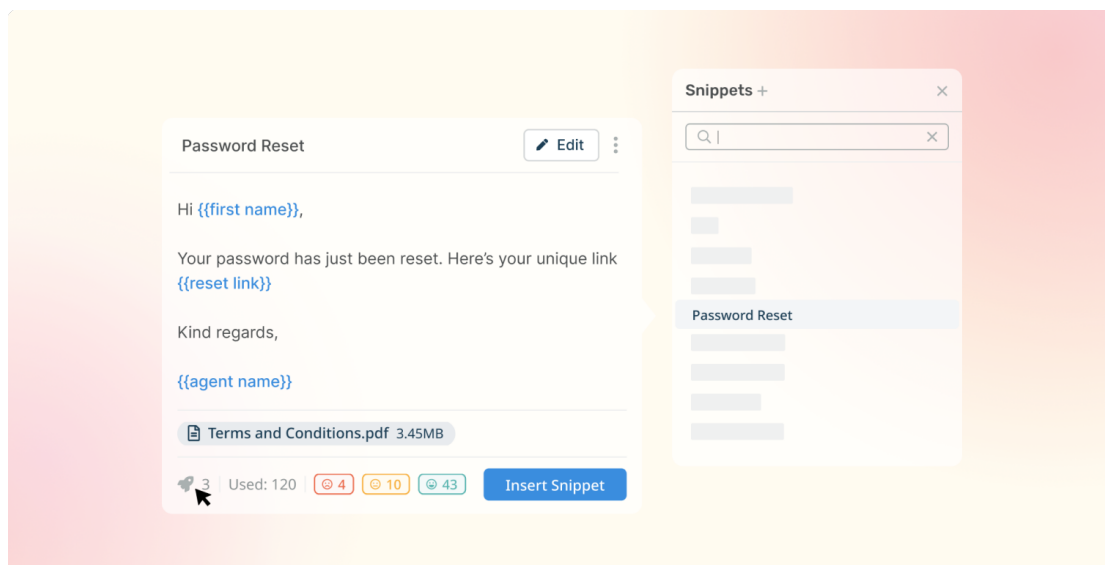 Snippets +
Password Reset
Edit
Hi {{first name}},
Your password has just been reset. Here’s your unique link
{{reset link}}
Kind regards,
{{agent name}}
Terms and Conditions.pdf 3.45MB
3 Used: 120 4 10 43 Insert Snippet
Password Reset